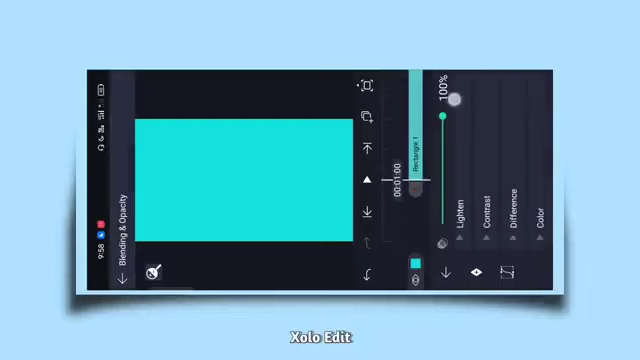 9:58
Blending & Opacity
00:01:00
Rectangle 1
100%
Lighten
Contrast
Difference
Color
Xolo Edit